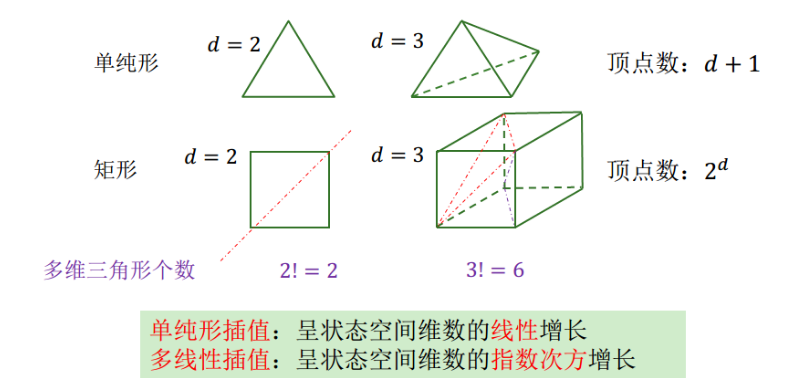 单纯形 d = 2 d = 3 顶点数：d + 1
矩形 d = 2 d = 3 顶点数：2^d
多维三角形个数 2! = 2 3! = 6
单纯形插值：呈状态空间维数的线性增长
多线性插值：呈状态空间维数的指数次方增长